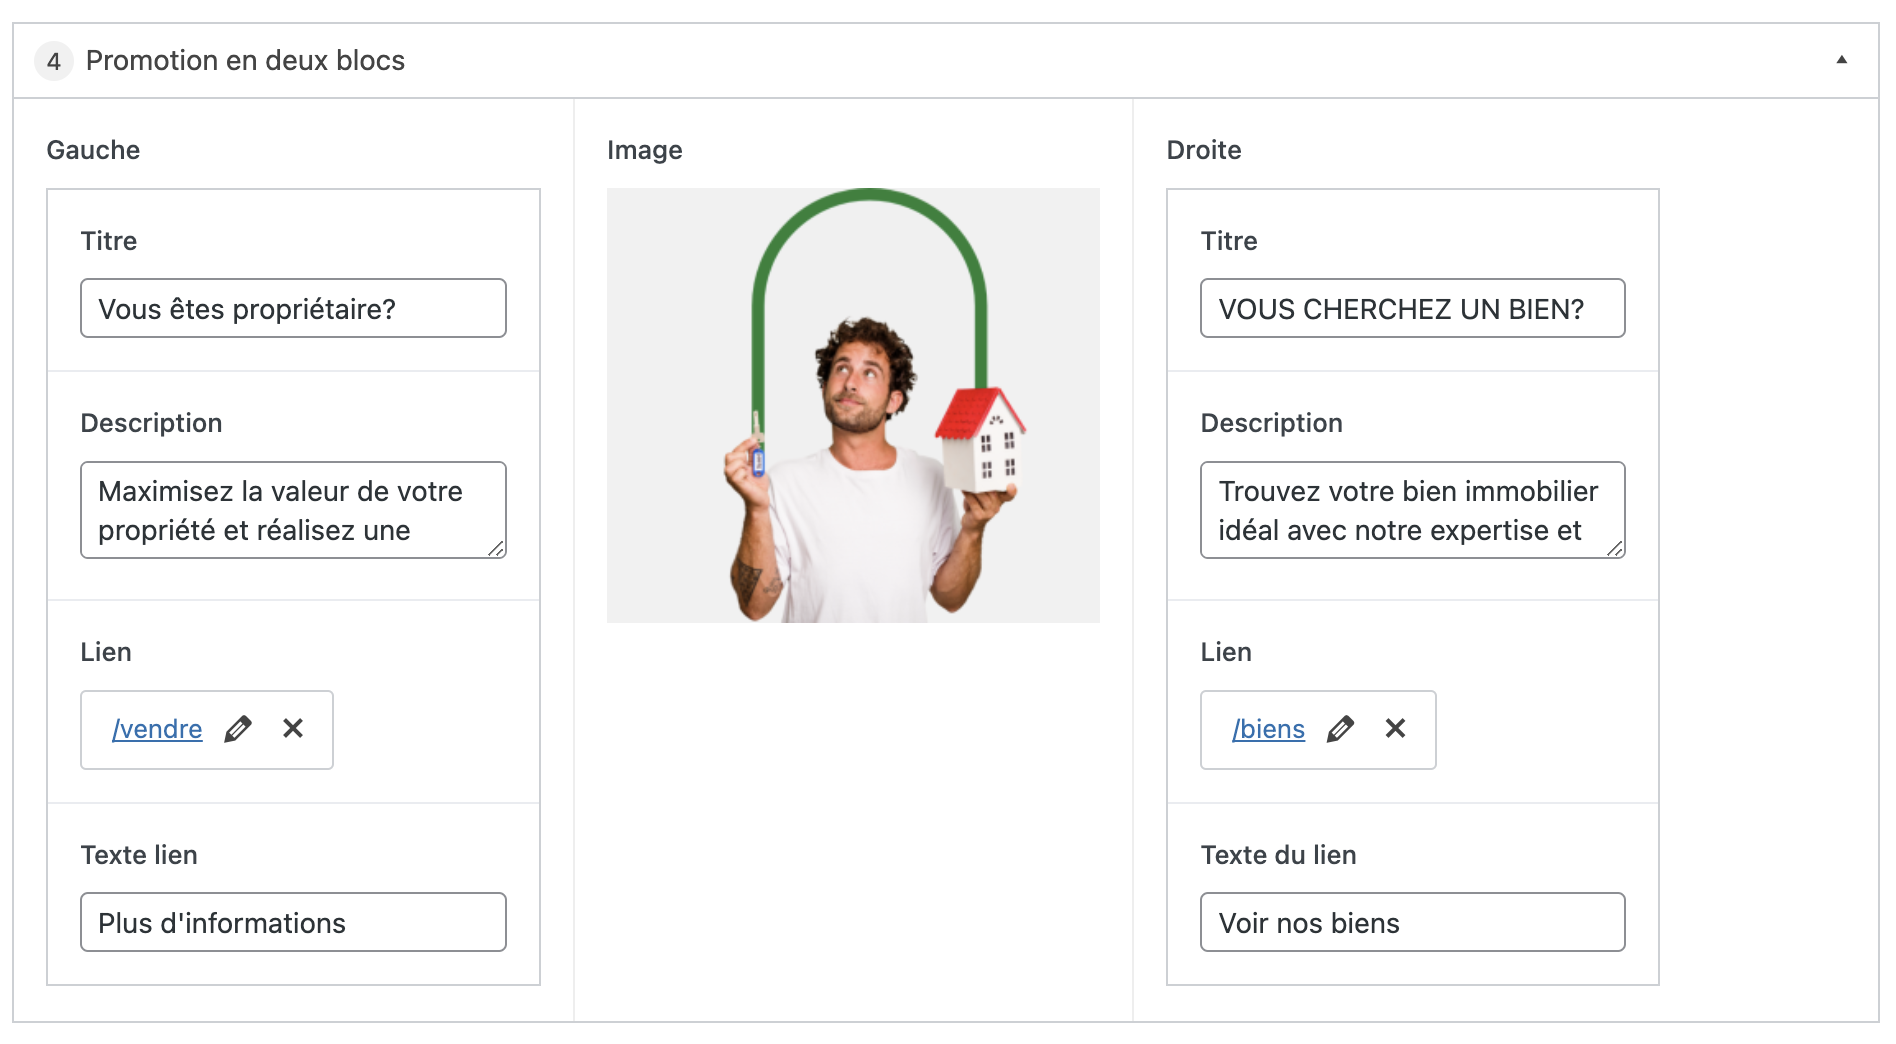 4 Promotion en deux blocs
Gauche
Titre
Vous êtes propriétaire?
Description
Maximisez la valeur de votre
propriété et réalisez une
Lien
/vendre
Texte lien
Plus d'informations
Image
Droite
Titre
VOUS CHERCHEZ UN BIEN?
Description
Trouvez votre bien immobilier
idéal avec notre expertise et
Lien
/biens
Texte du lien
Voir nos biens